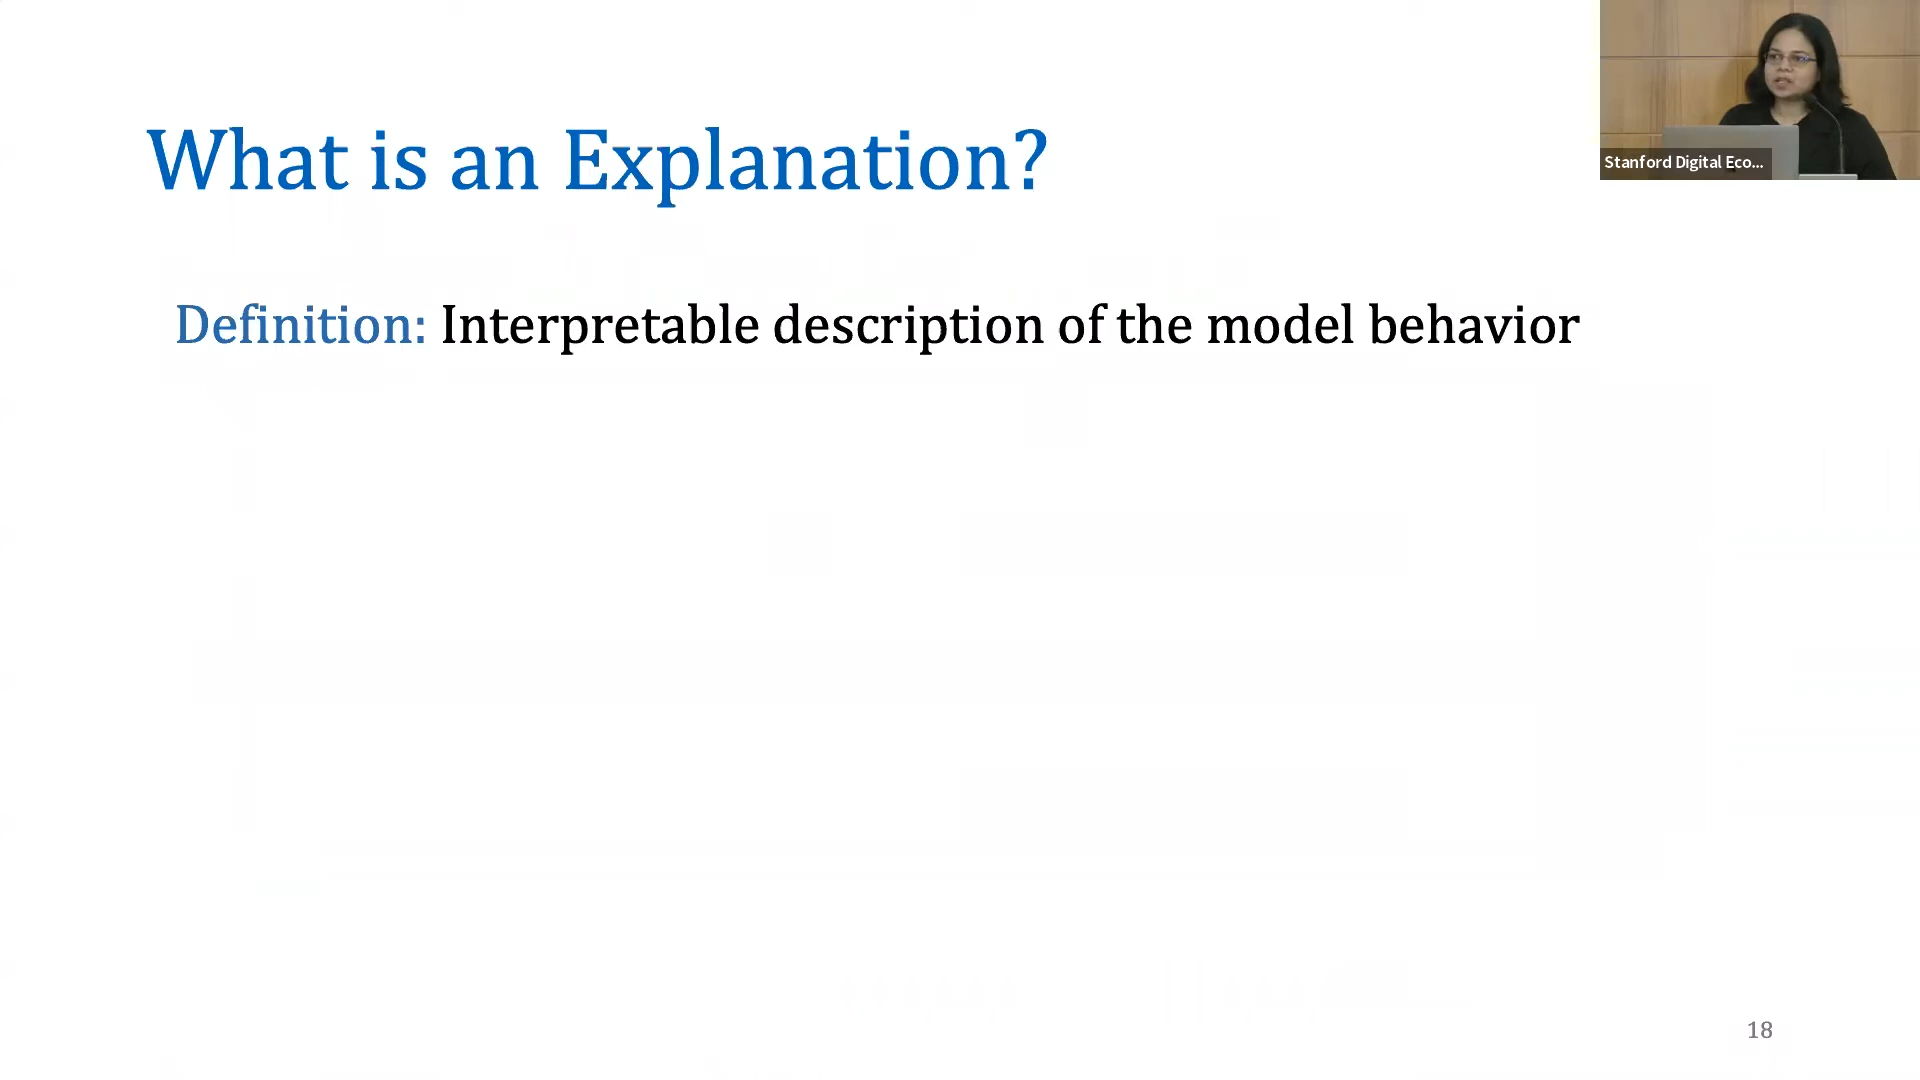 What is an Explanation?
Stanford Digital Eco...
Definition: Interpretable description of the model behavior
18